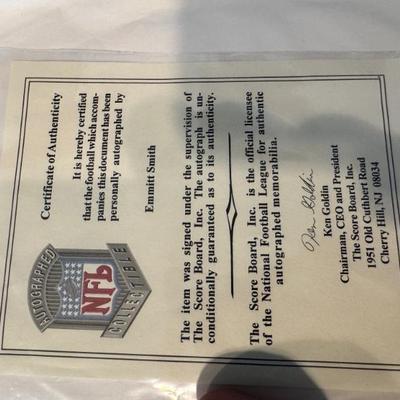 AUTOGRAPHED
NFL
COLLECTIBLE
Certificate of Authenticity
It is hereby certified
that the football which accom-
panies this document has been
personally autographed by
Emmitt Smith
The item was signed under the supervision of
The Score Board, Inc. The autograph is un-
conditionally guaranteed as to its authenticity.
The Score Board, Inc. is the official licensee
of the National Football League for authentic
autographed memorabilia.
Ken Goldin
Ken Goldin
Chairman, CEO and President
The Score Board, Inc.
1951 Old Cuthbert Road
Cherry Hill, NJ 08034